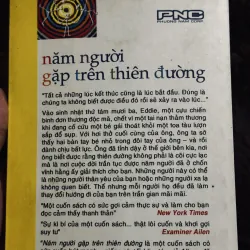 PNC
PHUONG NAM CORP
năm người
gặp trên thiên đường
"Tất cả những lúc kết thúc cũng là lúc bắt đầu. Đúng là
chúng ta không biết được điều đó rồi sẽ xảy ra vào lúc..."
Vào sinh nhật thứ tám mươi ba, Eddie, một cựu chiến
binh đơn thương độc mã, chết vì một tai nạn thảm thương
khi đang cố cứu một bé gái thoát khỏi một toa tàu lượn
sắp đổ sụp. Với hơi thở cuối cùng của ông, ông ta sờ
thấy hai bàn tay bé nhỏ trong đôi tay của ông – và rồi
đành chịu bết lực. Ông đã tỉnh dậy ở thế giới bên kia, nơi
ông biết được rằng thiên đường không phải là cõi cực lạc mà
là nơi cuộc đời trần tục được năm người đã ở chốn
vĩnh hằng ấy giải thích cho bạn. Những người này có thể
là những người thân yêu của bạn hoặc những người xa lạ
không quen biết. Thế nhưng mỗi người họ đều đã làm
thay đổi hướng đi của bạn trên trần gian mãi mãi.
"Một cuốn sách có sức gợi cảm thực sự và làm cho bạn
đọc cảm thấy thanh thản" New York Times
"Sự kì bí của một cuốn sách... thật lôi cuốn và khơi gợi
suy tư" Examiner Allen
"Năm người gặp trên thiên đường là một cuốn sách có